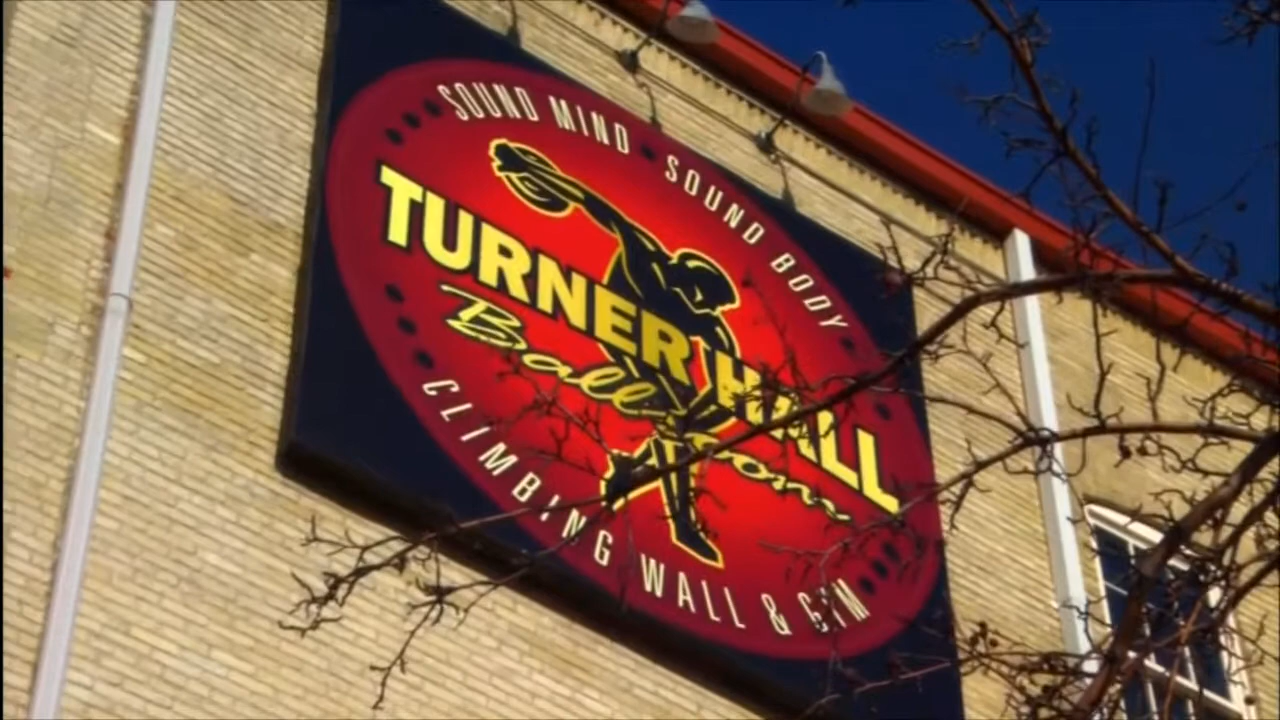 SOUND MIND • SOUND BODY
TURNER HALL
Ballroom
CLIMBING WALL & GYM